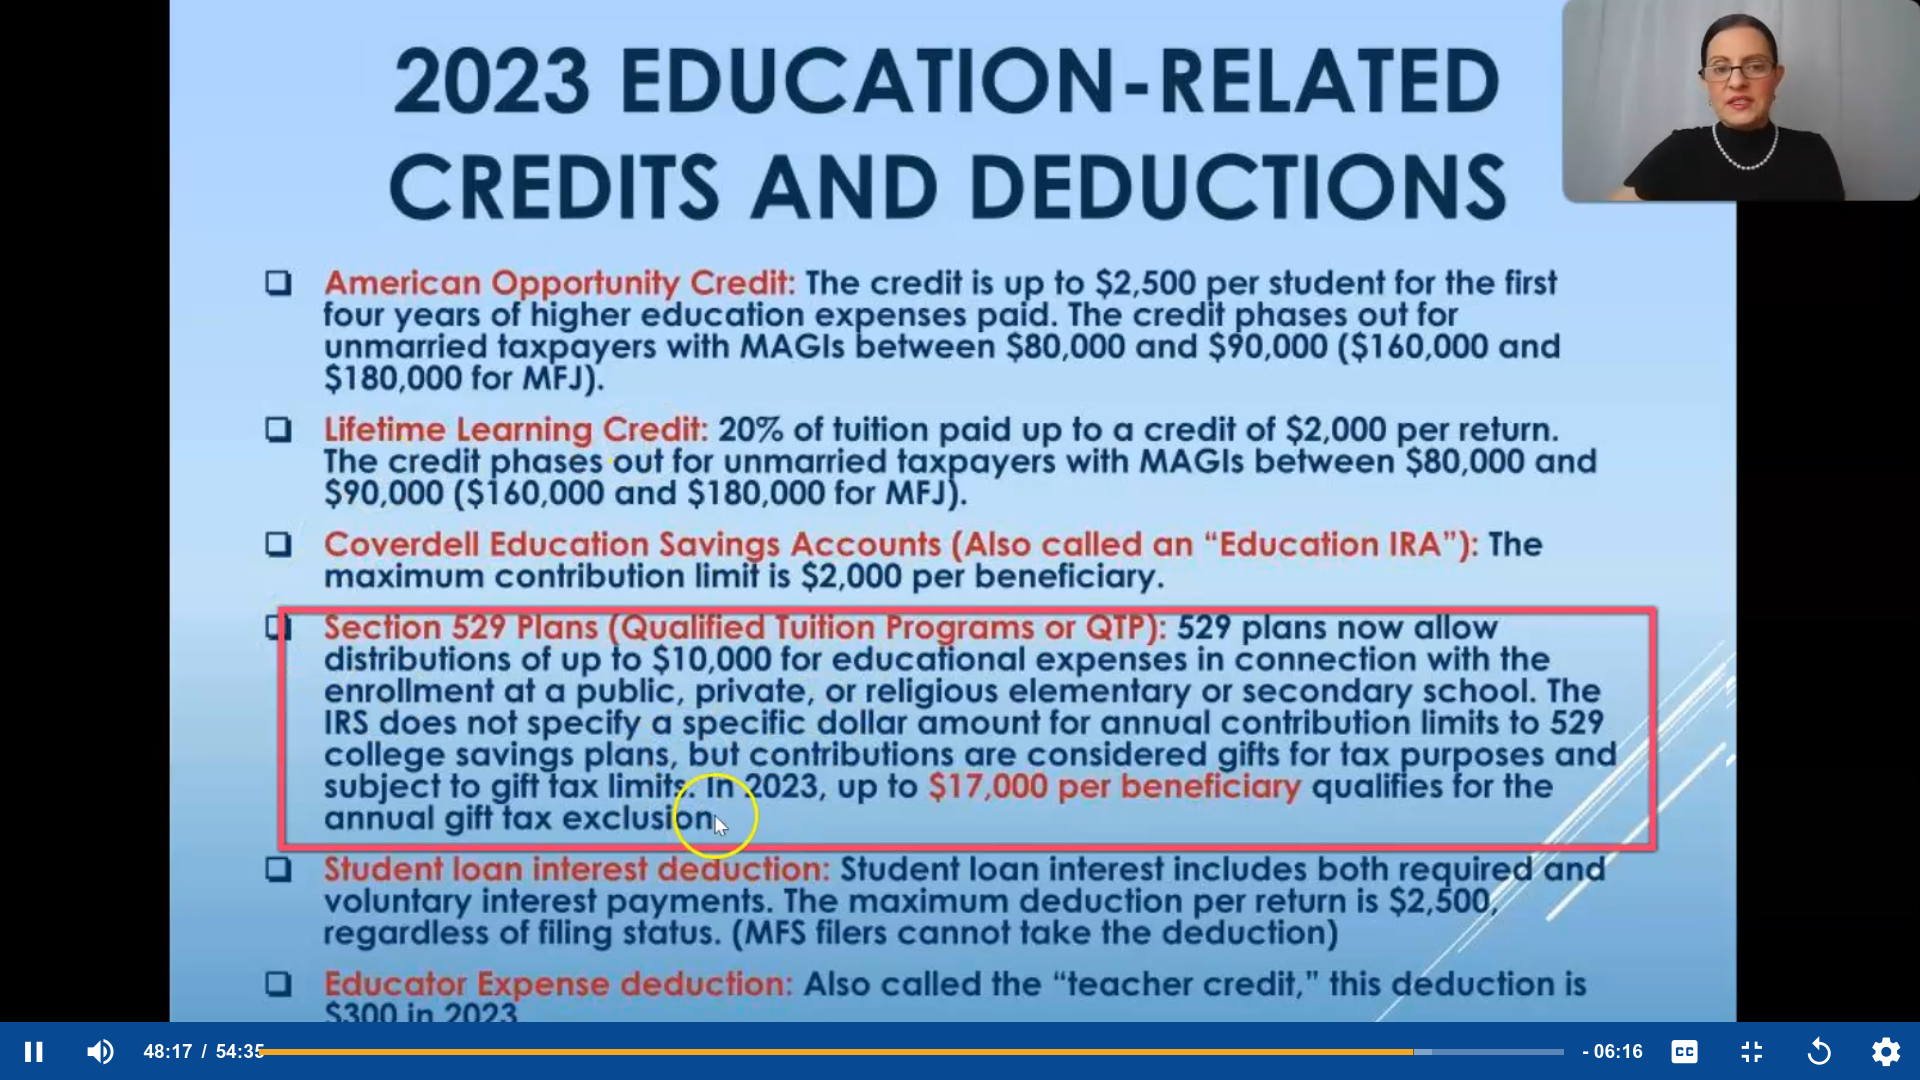 2023 EDUCATION-RELATED
CREDITS AND DEDUCTIONS
American Opportunity Credit: The credit is up to $2,500 per student for the first
four years of higher education expenses paid. The credit phases out for
unmarried taxpayers with MAGIs between $80,000 and $90,000 ($160,000 and
$180,000 for MFJ).
Lifetime Learning Credit: 20% of tuition paid up to a credit of $2,000 per return.
The credit phases out for unmarried taxpayers with MAGIs between $80,000 and
$90,000 ($160,000 and $180,000 for MFJ).
Coverdell Education Savings Accounts (Also called an “Education IRA”): The
maximum contribution limit is $2,000 per beneficiary.
Section 529 Plans (Qualified Tuition Programs or QTP): 529 plans now allow
distributions of up to $10,000 for educational expenses in connection with the
enrollment at a public, private, or religious elementary or secondary school. The
IRS does not specify a specific dollar amount for annual contribution limits to 529
college savings plans, but contributions are considered gifts for tax purposes and
subject to gift tax limits. In 2023, up to $17,000 per beneficiary qualifies for the
annual gift tax exclusion.
Student loan interest deduction: Student loan interest includes both required and
voluntary interest payments. The maximum deduction per return is $2,500,
regardless of filing status. (MFS filers cannot take the deduction)
Educator Expense deduction: Also called the “teacher credit,” this deduction is
$300 in 2023
48:17 / 54:35
- 06:16
CC